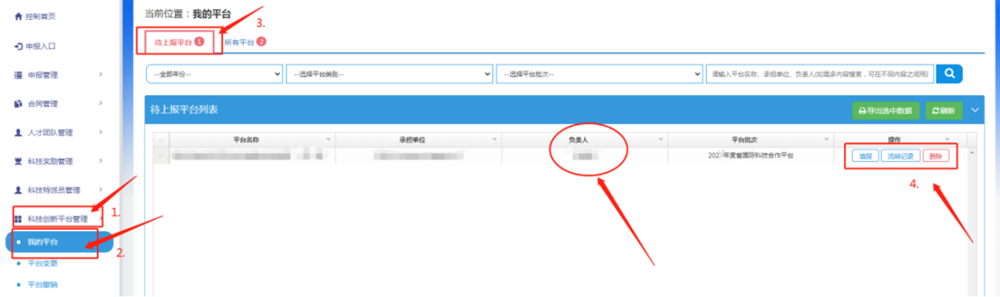 控制首页
申报入口
申报管理
合同管理
人才团队管理
科技奖励管理
科技特派员管理
科技创新平台管理
1.
我的平台
2.
平台变更
平台撤销
当前位置：我的平台
3.
待上报平台 1 所有平台 2
--全部年份-- --选择平台类别-- --选择平台批次-- 请输入平台名称、承担单位、负责人(如需多内容搜索，可在不同内容之间用
待上报平台列表 导出选中数据 刷新
平台名称 承担单位 负责人 平台批次 操作
202 年度省国际科技合作平台 填报 流转记录 删除
4.